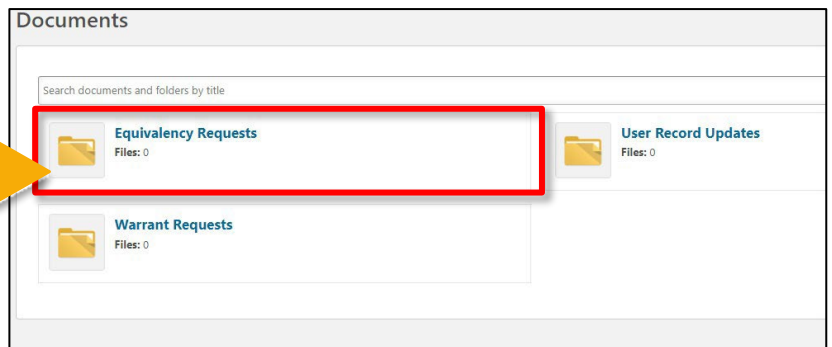 Documents
Search documents and folders by title
Equivalency Requests
Files: 0
User Record Updates
Files: 0
Warrant Requests
Files: 0